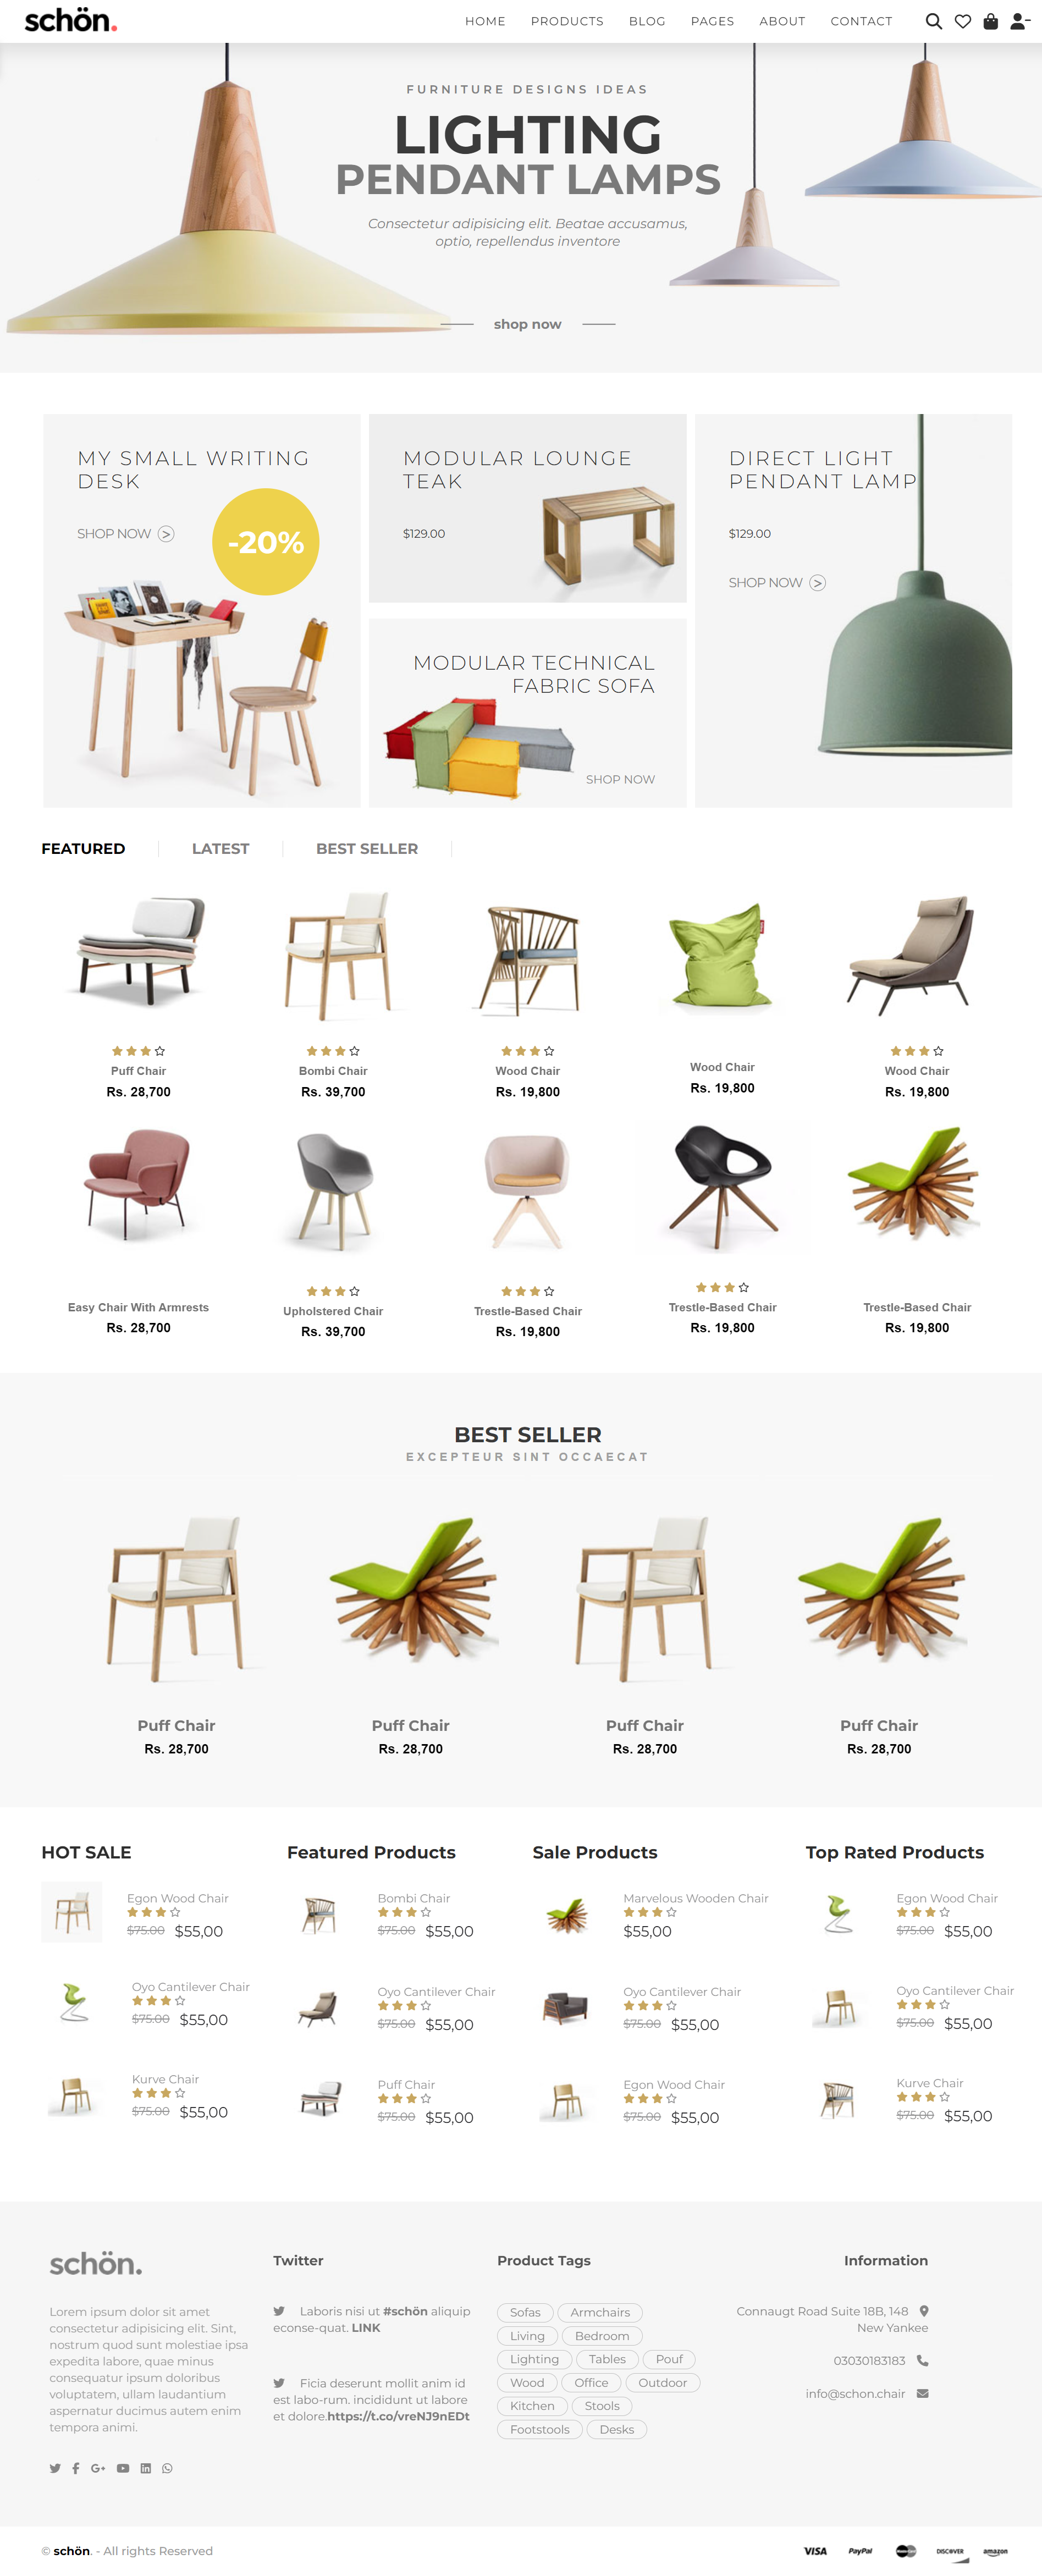 schön.
HOME PRODUCTS BLOG PAGES ABOUT CONTACT
FURNITURE DESIGNS IDEAS
LIGHTING
PENDANT LAMPS
Consectetur adipisicing elit. Beatae accusamus,
optio, repellendus inventore
shop now
MY SMALL WRITING
DESK
SHOP NOW
-20%
MODULAR LOUNGE
TEAK
$129.00
MODULAR TECHNICAL
FABRIC SOFA
SHOP NOW
DIRECT LIGHT
PENDANT LAMP
$129.00
SHOP NOW
FEATURED LATEST BEST SELLER
Puff Chair
Rs. 28,700
Bombi Chair
Rs. 39,700
Wood Chair
Rs. 19,800
Wood Chair
Rs. 19,800
Wood Chair
Rs. 19,800
Easy Chair With Armrests
Rs. 28,700
Upholstered Chair
Rs. 39,700
Trestle-Based Chair
Rs. 19,800
Trestle-Based Chair
Rs. 19,800
Trestle-Based Chair
Rs. 19,800
BEST SELLER
EXCEPTEUR SINT OCCAECAT
Puff Chair
Rs. 28,700
Puff Chair
Rs. 28,700
Puff Chair
Rs. 28,700
Puff Chair
Rs. 28,700
HOT SALE
Egon Wood Chair
$75.00 $55,00
Oyo Cantilever Chair
$75.00 $55,00
Kurve Chair
$75.00 $55,00
Featured Products
Bombi Chair
$75.00 $55,00
Oyo Cantilever Chair
$75.00 $55,00
Puff Chair
$75.00 $55,00
Sale Products
Marvelous Wooden Chair
$55,00
Oyo Cantilever Chair
$75.00 $55,00
Egon Wood Chair
$75.00 $55,00
Top Rated Products
Egon Wood Chair
$75.00 $55,00
Oyo Cantilever Chair
$75.00 $55,00
Kurve Chair
$75.00 $55,00
schön.
Lorem ipsum dolor sit amet
consectetur adipisicing elit. Sint,
nostrum quod sunt molestiae ipsa
expedita labore, quae minus
consequatur ipsum doloribus
voluptatem, ullam laudantium
aspernatur ducimus autem enim
tempora animi.
Twitter
Laboris nisi ut #schön aliquip
econse-quat. LINK
Ficia deserunt mollit anim id
est labo-rum. incididunt ut labore
et dolore.https://t.co/vreNJ9nEDt
Product Tags
Sofas Armchairs
Living Bedroom
Lighting Tables Pouf
Wood Office Outdoor
Kitchen Stools
Footstools Desks
Information
Connaugt Road Suite 18B, 148
New Yankee
03030183183
info@schon.chair
© schön. - All rights Reserved
VISA PayPal DISCOVER amazon